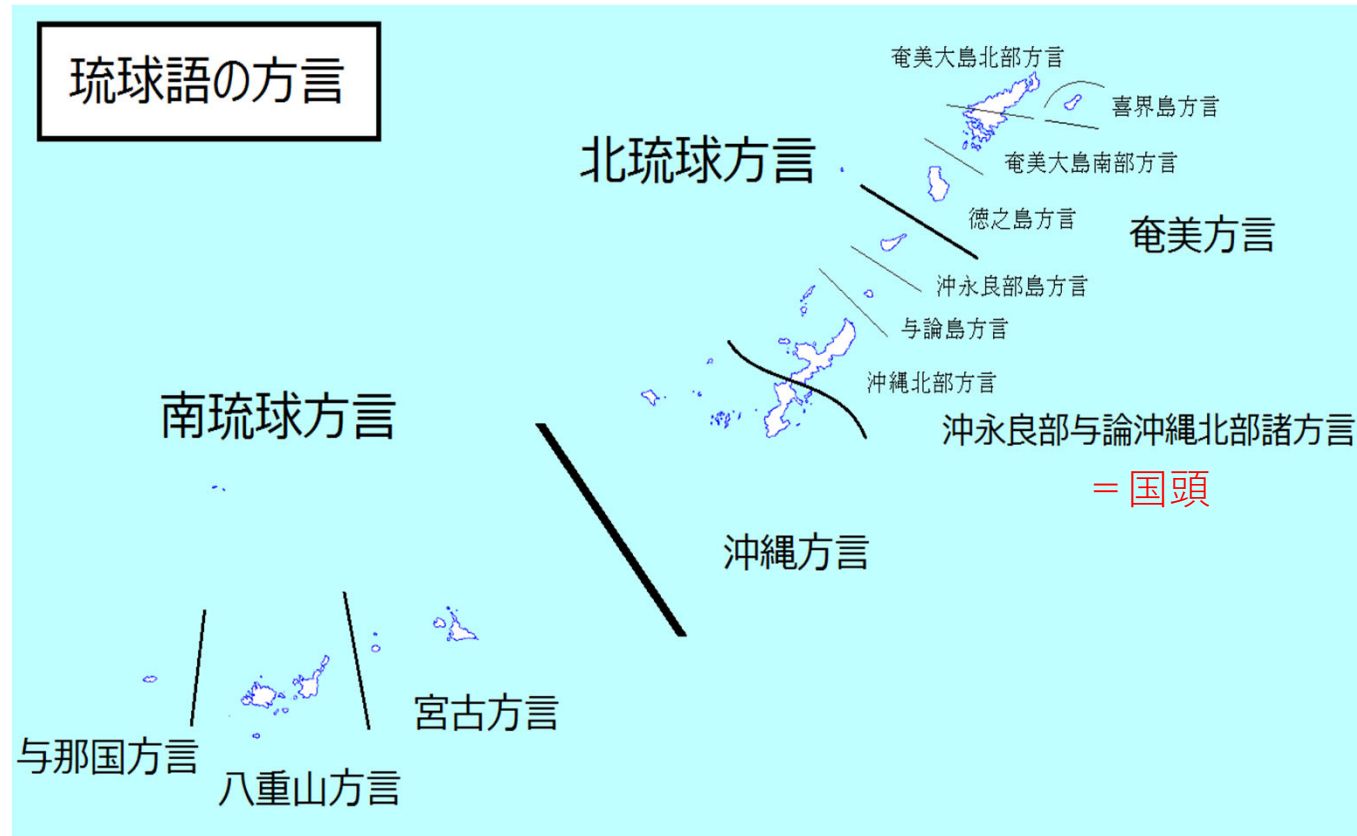 琉球語の方言
奄美大島北部方言
喜界島方言
北琉球方言
奄美大島南部方言
徳之島方言
奄美方言
沖永良部島方言
与論島方言
沖縄北部方言
南琉球方言
沖永良部与論沖縄北部諸方言
＝国頭
沖縄方言
宮古方言
与那国方言
八重山方言